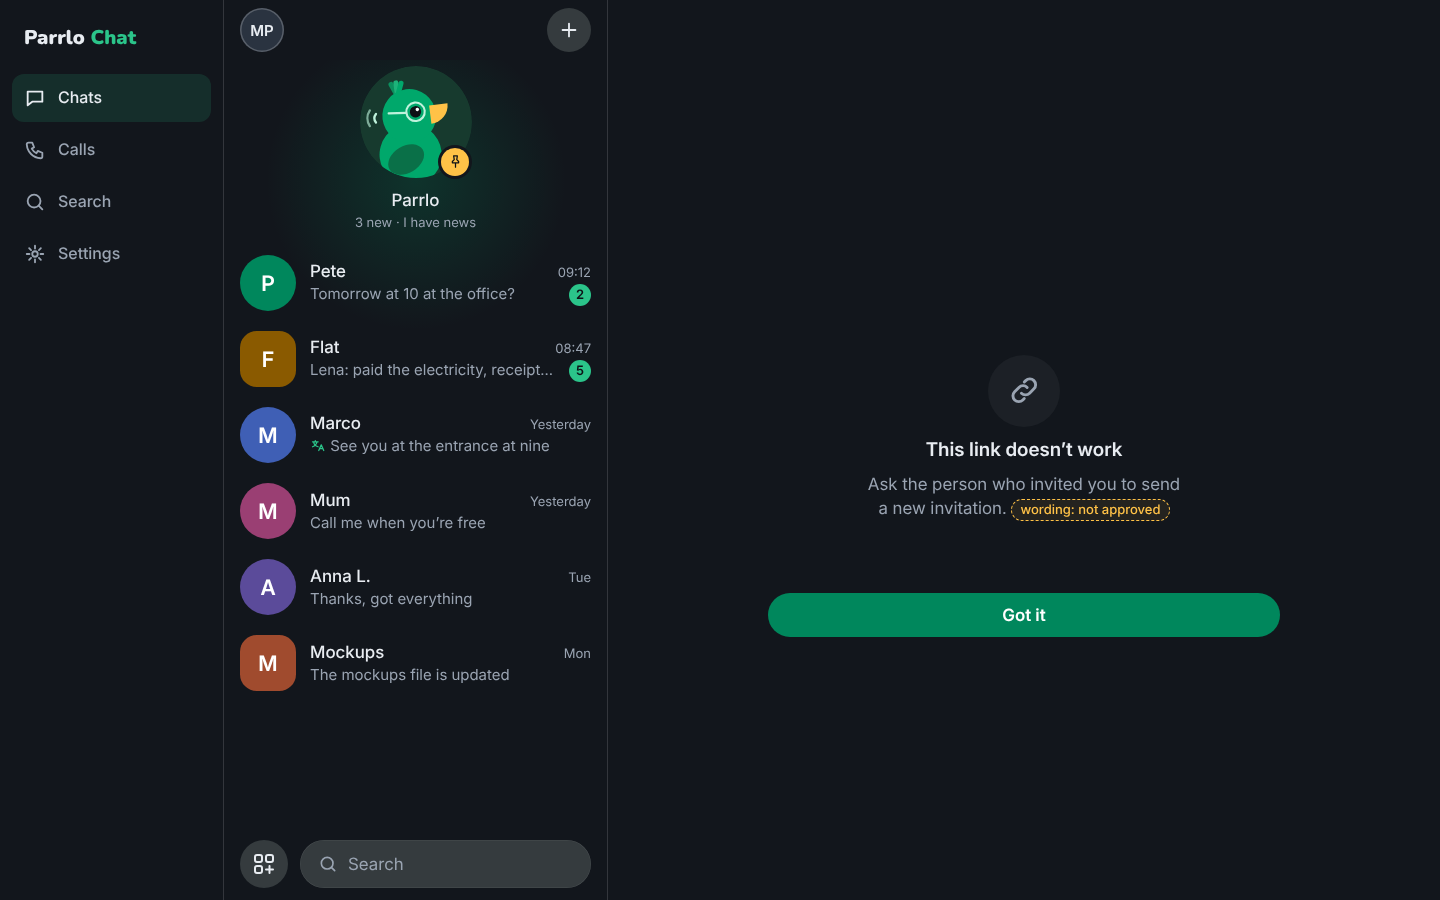 Parrlo Chat
Chats
Calls
Search
Settings
MP
Parrlo
3 new · I have news
P
Pete
09:12
Tomorrow at 10 at the office?
2
F
Flat
08:47
Lena: paid the electricity, receipt...
5
M
Marco
Yesterday
See you at the entrance at nine
M
Mum
Yesterday
Call me when you’re free
A
Anna L.
Tue
Thanks, got everything
M
Mockups
Mon
The mockups file is updated
Search
This link doesn’t work
Ask the person who invited you to send
a new invitation. wording: not approved
Got it